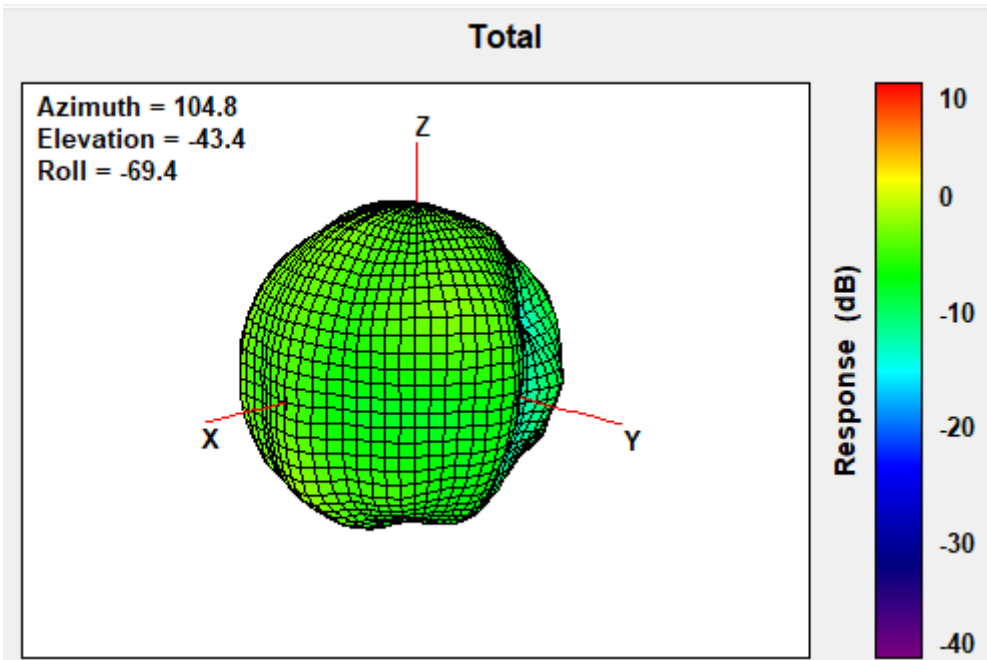 Total
Azimuth = 104.8
Elevation = -43.4
Roll = -69.4
Z
X
Y
Response (dB)
10
0
-10
-20
-30
-40